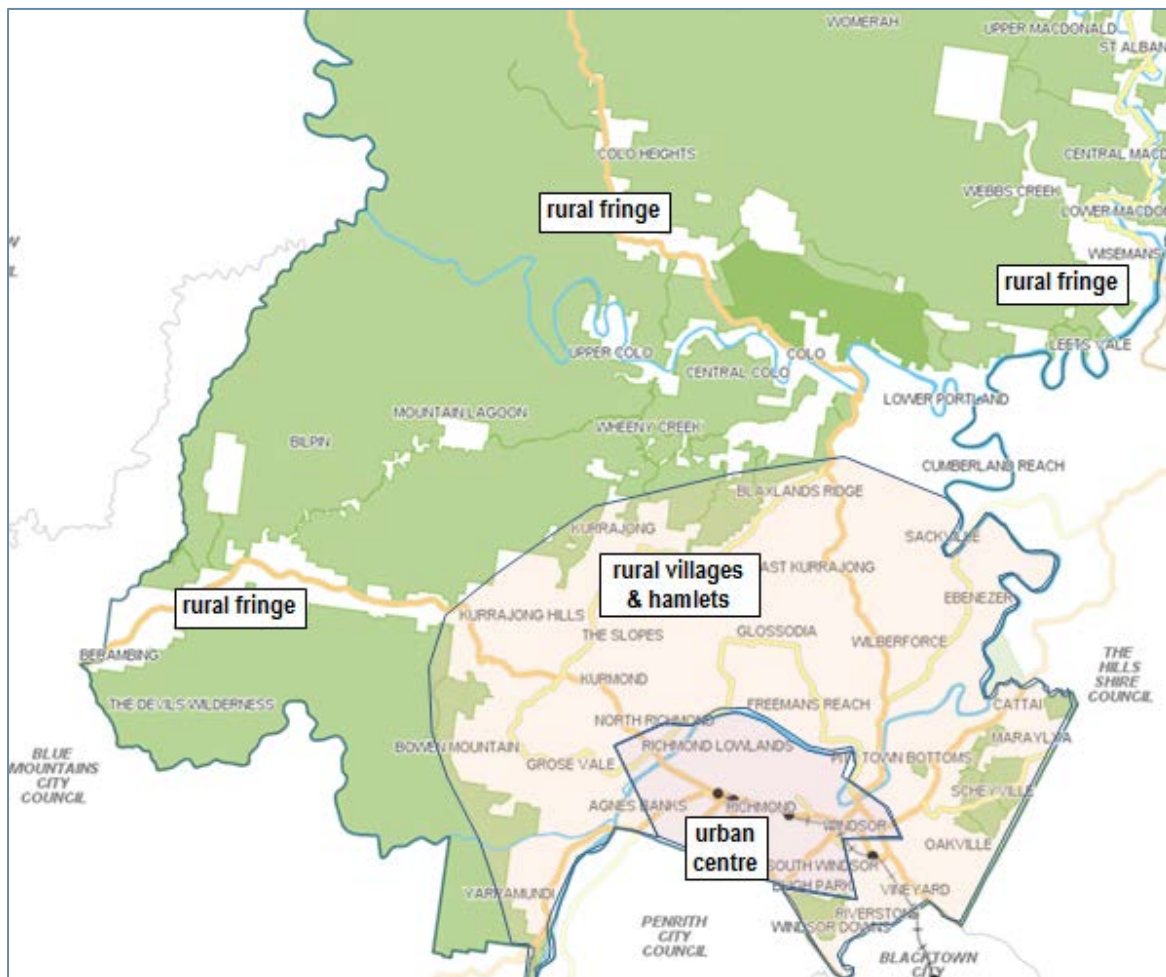 WOMERAH
UPPER MACDONALD
ST ALBAN
COLO HEIGHTS
CENTRAL MACD
WEBBS CREEK
rural fringe
LOWER MACDON
WISEMANS
rural fringe
LEETS VALE
UPPER COLO
COLO
CENTRAL COLO
LOWER PORTLAND
MOUNTAIN LAGOON
BILPIN
WHEENY CREEK
CUMBERLAND REACH
BLAXLANDS RIDGE
KURRAJONG
SACKVILLE
rural villages
& hamlets
AST KURRAJONG
rural fringe
EBENEZER
KURRAJONG HILLS
THE SLOPES
GLOSSODIA
WILBERFORCE
BERAMBING
THE HILLS
SHIRE
COUNCIL
KURMOND
THE DEVILS WILDERNESS
FREEMANS REACH
CATTAI
NORTH RICHMOND
BOWEN MOUNTAIN
RICHMOND LOWLANDS
MARAYLYA
PITT TOWN BOTTOMS
BLUE
MOUNTAINS
CITY
COUNCIL
GROSE VALE
SCHEYVILLE
AGNES BANKS
RICHMOND
WINDSOR
urban
centre
OAKVILLE
SOUTH WINDSOR
BLIGH PARK
VINEYARD
YARRAMUNDI
RIVERSTONE
WINDSOR DOWNS
PENRITH
CITY
COUNCIL
BLACKTOWN
CITY